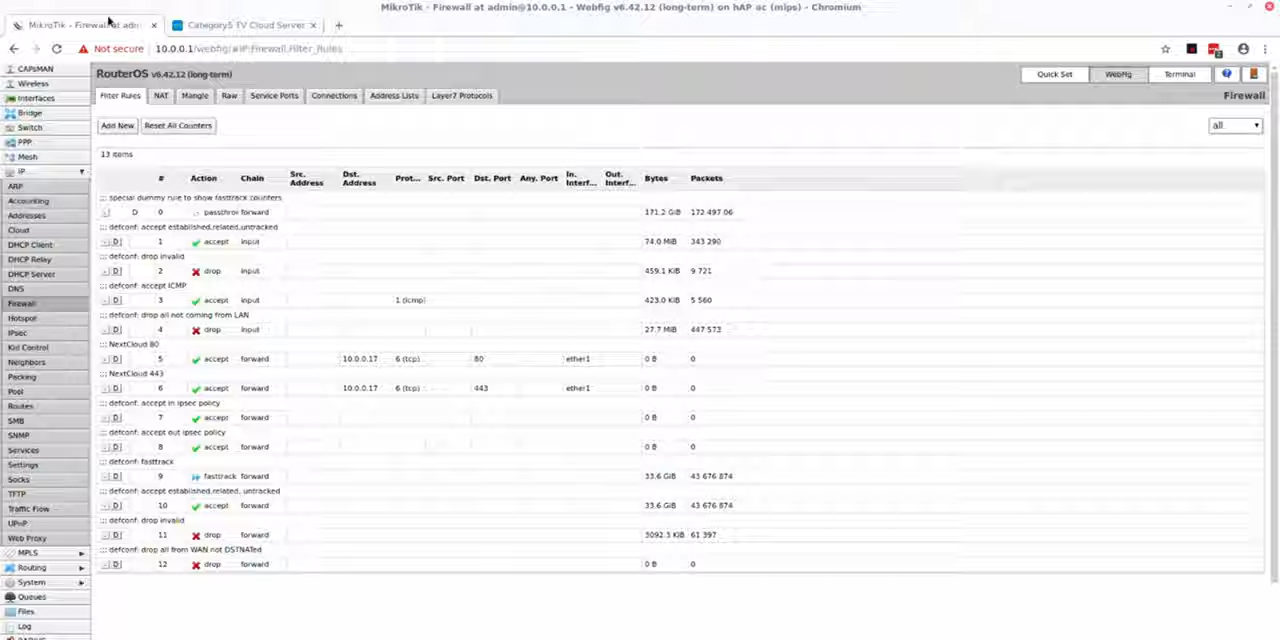 MikroTik - Firewall at admin@10.0.0.1 - Webfig v6.42.12 (long-term) on hAP ac (mips) - Chromium
MikroTik - Firewall at adm
Category5 TV Cloud Server
Not secure 10.0.0.1/webfig/#IP:Firewall.Filter_Rules
CAPsMAN
Wireless
Interfaces
Bridge
Switch
PPP
Mesh
IP
ARP
Accounting
Addresses
Cloud
DHCP Client
DHCP Relay
DHCP Server
DNS
Firewall
Hotspot
IPsec
Kid Control
Neighbors
Packing
Pool
Routes
SMB
SNMP
Services
Settings
Socks
TFTP
Traffic Flow
UPnP
Web Proxy
MPLS
Routing
System
Queues
Files
Log
RouterOS v6.42.12 (long-term)
Quick Set WebFig Terminal
Filter Rules NAT Mangle Raw Service Ports Connections Address Lists Layer7 Protocols Firewall
Add New Reset All Counters all
13 items
# Action Chain Src. Address Dst. Address Prot... Src. Port Dst. Port Any. Port In. Interf... Out. Interf... Bytes Packets
;;; special dummy rule to show fasttrack counters
D 0 passthrou forward 171.2 GiB 172 497 06
;;; defconf: accept established,related,untracked
- D 1 accept input 74.0 MiB 343 290
;;; defconf: drop invalid
- D 2 drop input 459.1 KiB 9 721
;;; defconf: accept ICMP
- D 3 accept input 1 (icmp) 423.0 KiB 5 560
;;; defconf: drop all not coming from LAN
- D 4 drop input 27.7 MiB 447 573
;;; NextCloud 80
- D 5 accept forward 10.0.0.17 6 (tcp) 80 ether1 0 B 0
;;; NextCloud 443
- D 6 accept forward 10.0.0.17 6 (tcp) 443 ether1 0 B 0
;;; defconf: accept in ipsec policy
- D 7 accept forward 0 B 0
;;; defconf: accept out ipsec policy
- D 8 accept forward 0 B 0
;;; defconf: fasttrack
- D 9 fasttrack forward 33.6 GiB 43 676 874
;;; defconf: accept established,related, untracked
- D 10 accept forward 33.6 GiB 43 676 874
;;; defconf: drop invalid
- D 11 drop forward 3092.3 KiB 61 397
;;; defconf: drop all from WAN not DSTNATed
- D 12 drop forward 0 B 0